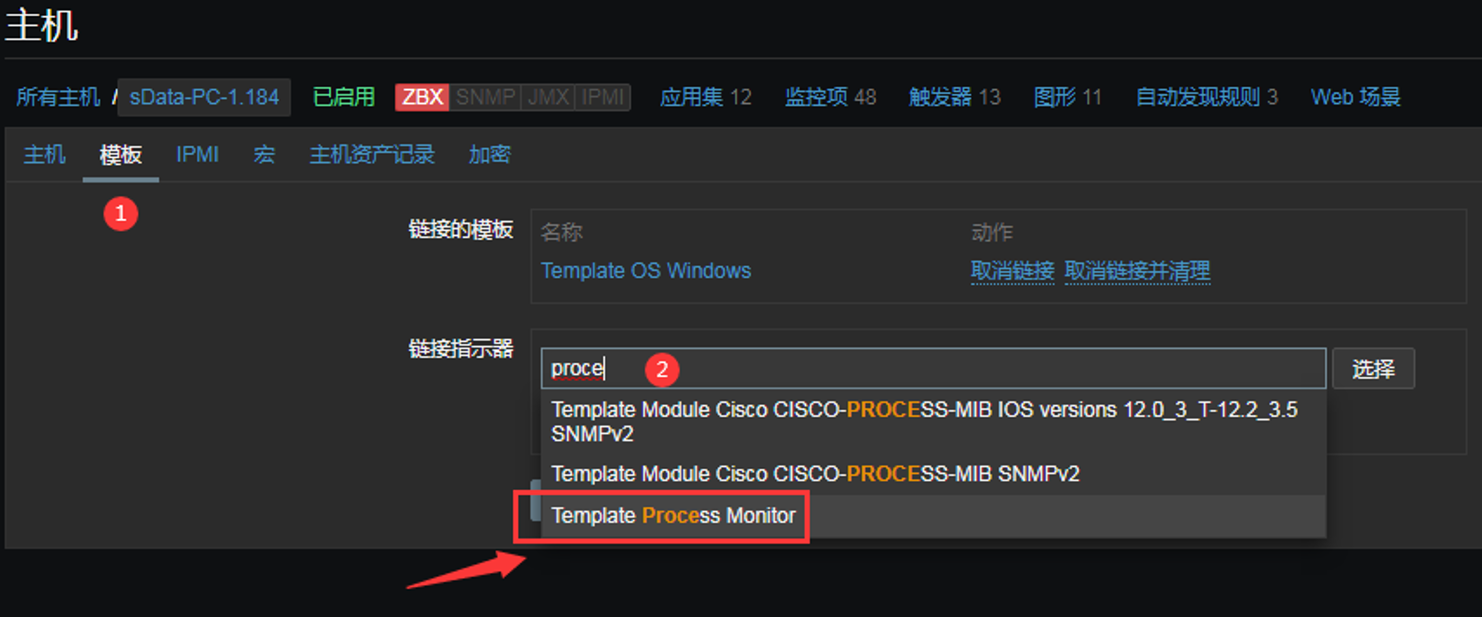 主机
所有主机 / sData-PC-1.184 已启用 ZBX SNMP JMX IPMI 应用集 12 监控项 48 触发器 13 图形 11 自动发现规则 3 Web 场景
主机 模板 IPMI 宏 主机资产记录 加密
1
链接的模板 名称 动作
Template OS Windows 取消链接 取消链接并清理
链接指示器
proce 2 选择
Template Module Cisco CISCO-PROCESS-MIB IOS versions 12.0_3_T-12.2_3.5
SNMPv2
Template Module Cisco CISCO-PROCESS-MIB SNMPv2
Template Process Monitor